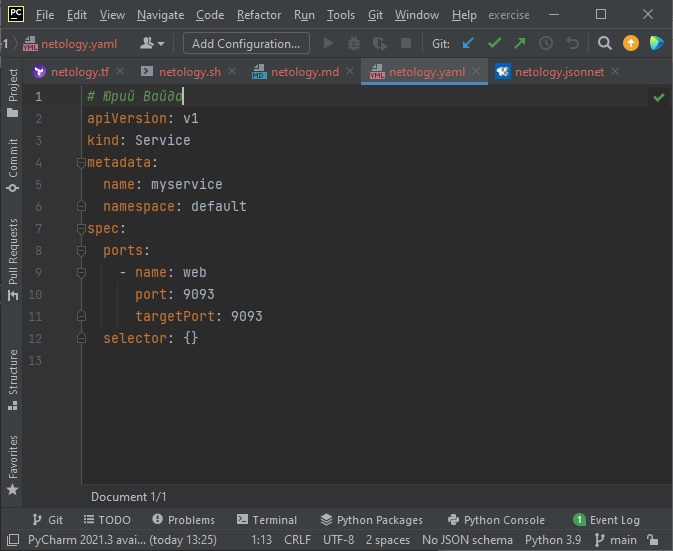 PC File Edit View Navigate Code Refactor Run Tools Git Window Help exercise
1 netology.yaml Add Configuration... Git:
netology.tf netology.sh netology.md netology.yaml netology.jsonnet
Project
Commit
Pull Requests
Structure
Favorites
1 # Юрий Вайда
2 apiVersion: v1
3 kind: Service
4 metadata:
5   name: myservice
6   namespace: default
7 spec:
8   ports:
9     - name: web
10       port: 9093
11       targetPort: 9093
12   selector: {}
13
Document 1/1
Git TODO Problems Terminal Python Packages Python Console 1 Event Log
PyCharm 2021.3 avai... (today 13:25) 1:13 CRLF UTF-8 2 spaces No JSON schema Python 3.9 main